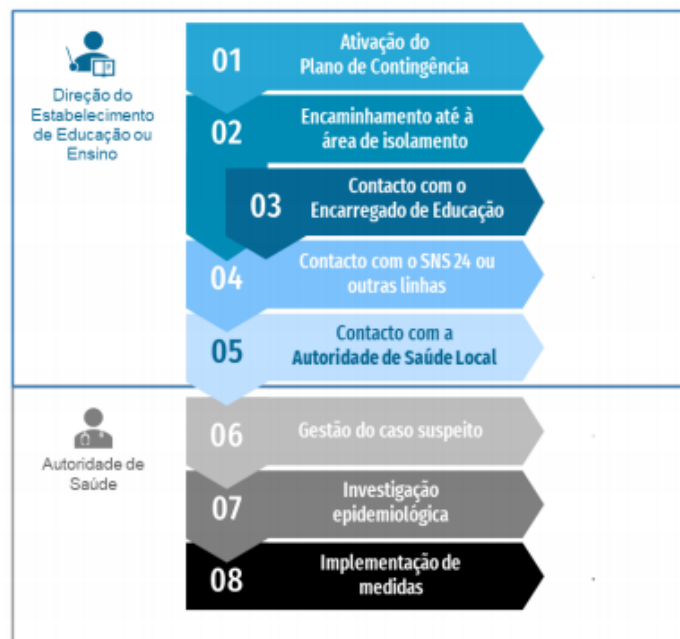 Direção do
Estabelecimento
de Educação ou
Ensino
01
Ativação do
Plano de Contingência
02
Encaminhamento até à
área de isolamento
03
Contacto com o
Encarregado de Educação
04
Contacto com o SNS 24 ou
outras linhas
05
Contacto com a
Autoridade de Saúde Local
Autoridade de
Saúde
06
Gestão do caso suspeito
07
Investigação
epidemiológica
08
Implementação de
medidas